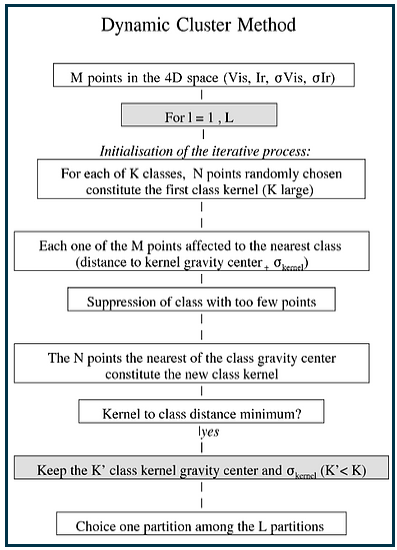 Dynamic Cluster Method
M points in the 4D space (Vis, Ir, σVis, σIr)
For l = 1 , L
Initialisation of the iterative process:
For each of K classes, N points randomly chosen
constitute the first class kernel (K large)
Each one of the M points affected to the nearest class
(distance to kernel gravity center + σkernel)
Suppression of class with too few points
The N points the nearest of the class gravity center
constitute the new class kernel
Kernel to class distance minimum?
yes
Keep the K' class kernel gravity center and σkernel (K'< K)
Choice one partition among the L partitions